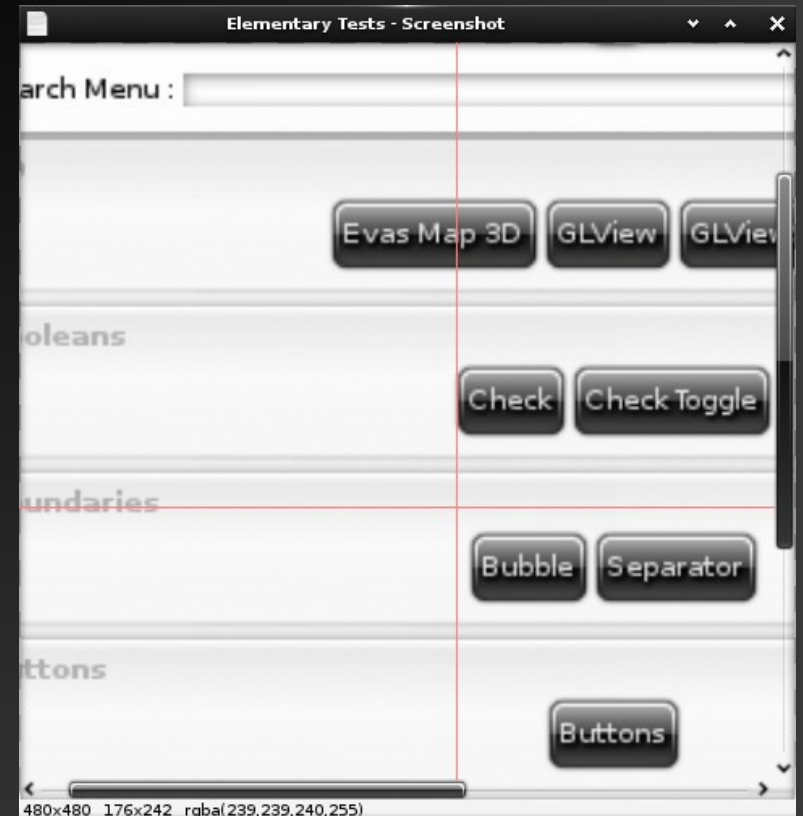 Elementary Tests - Screenshot
arch Menu :
Evas Map 3D GLView GLView
oleans
Check Check Toggle
undaries
Bubble Separator
ttons
Buttons
480x480 176x242 rgba(239,239,240,255)